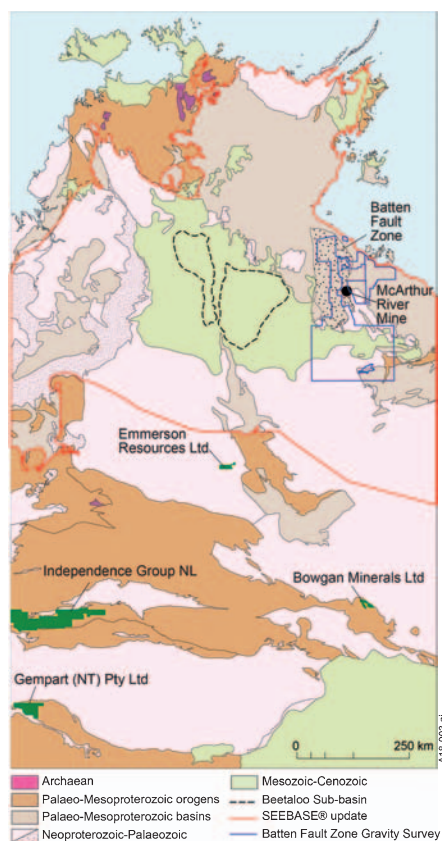 Batten
Fault
Zone
McArthur
River
Mine
Emmerson
Resources Ltd
Independence Group NL
Bowgan Minerals Ltd
Gempart (NT) Pty Ltd
0 250 km
Archaean
Palaeo-Mesoproterozoic orogens
Palaeo-Mesoproterozoic basins
Neoproterozoic-Palaeozoic
Mesozoic-Cenozoic
Beetaloo Sub-basin
SEEBASE® update
Batten Fault Zone Gravity Survey